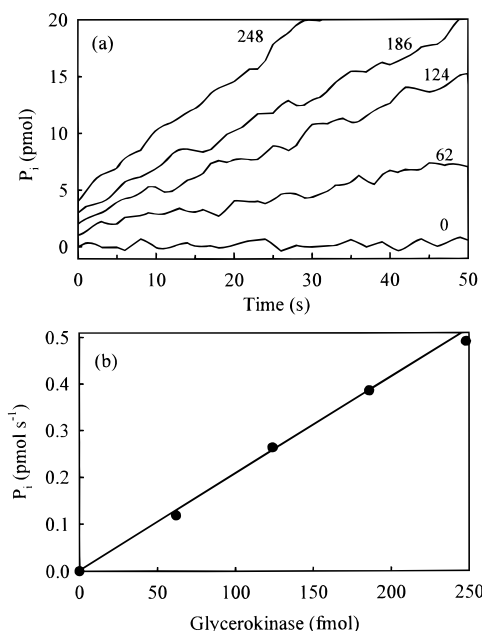 (a)
20
15
10
5
0
P_i (pmol)
248
186
124
62
0
0 10 20 30 40 50
Time (s)
(b)
0.5
0.4
0.3
0.2
0.1
0.0
P_i (pmol s⁻¹)
0 50 100 150 200 250
Glycerokinase (fmol)